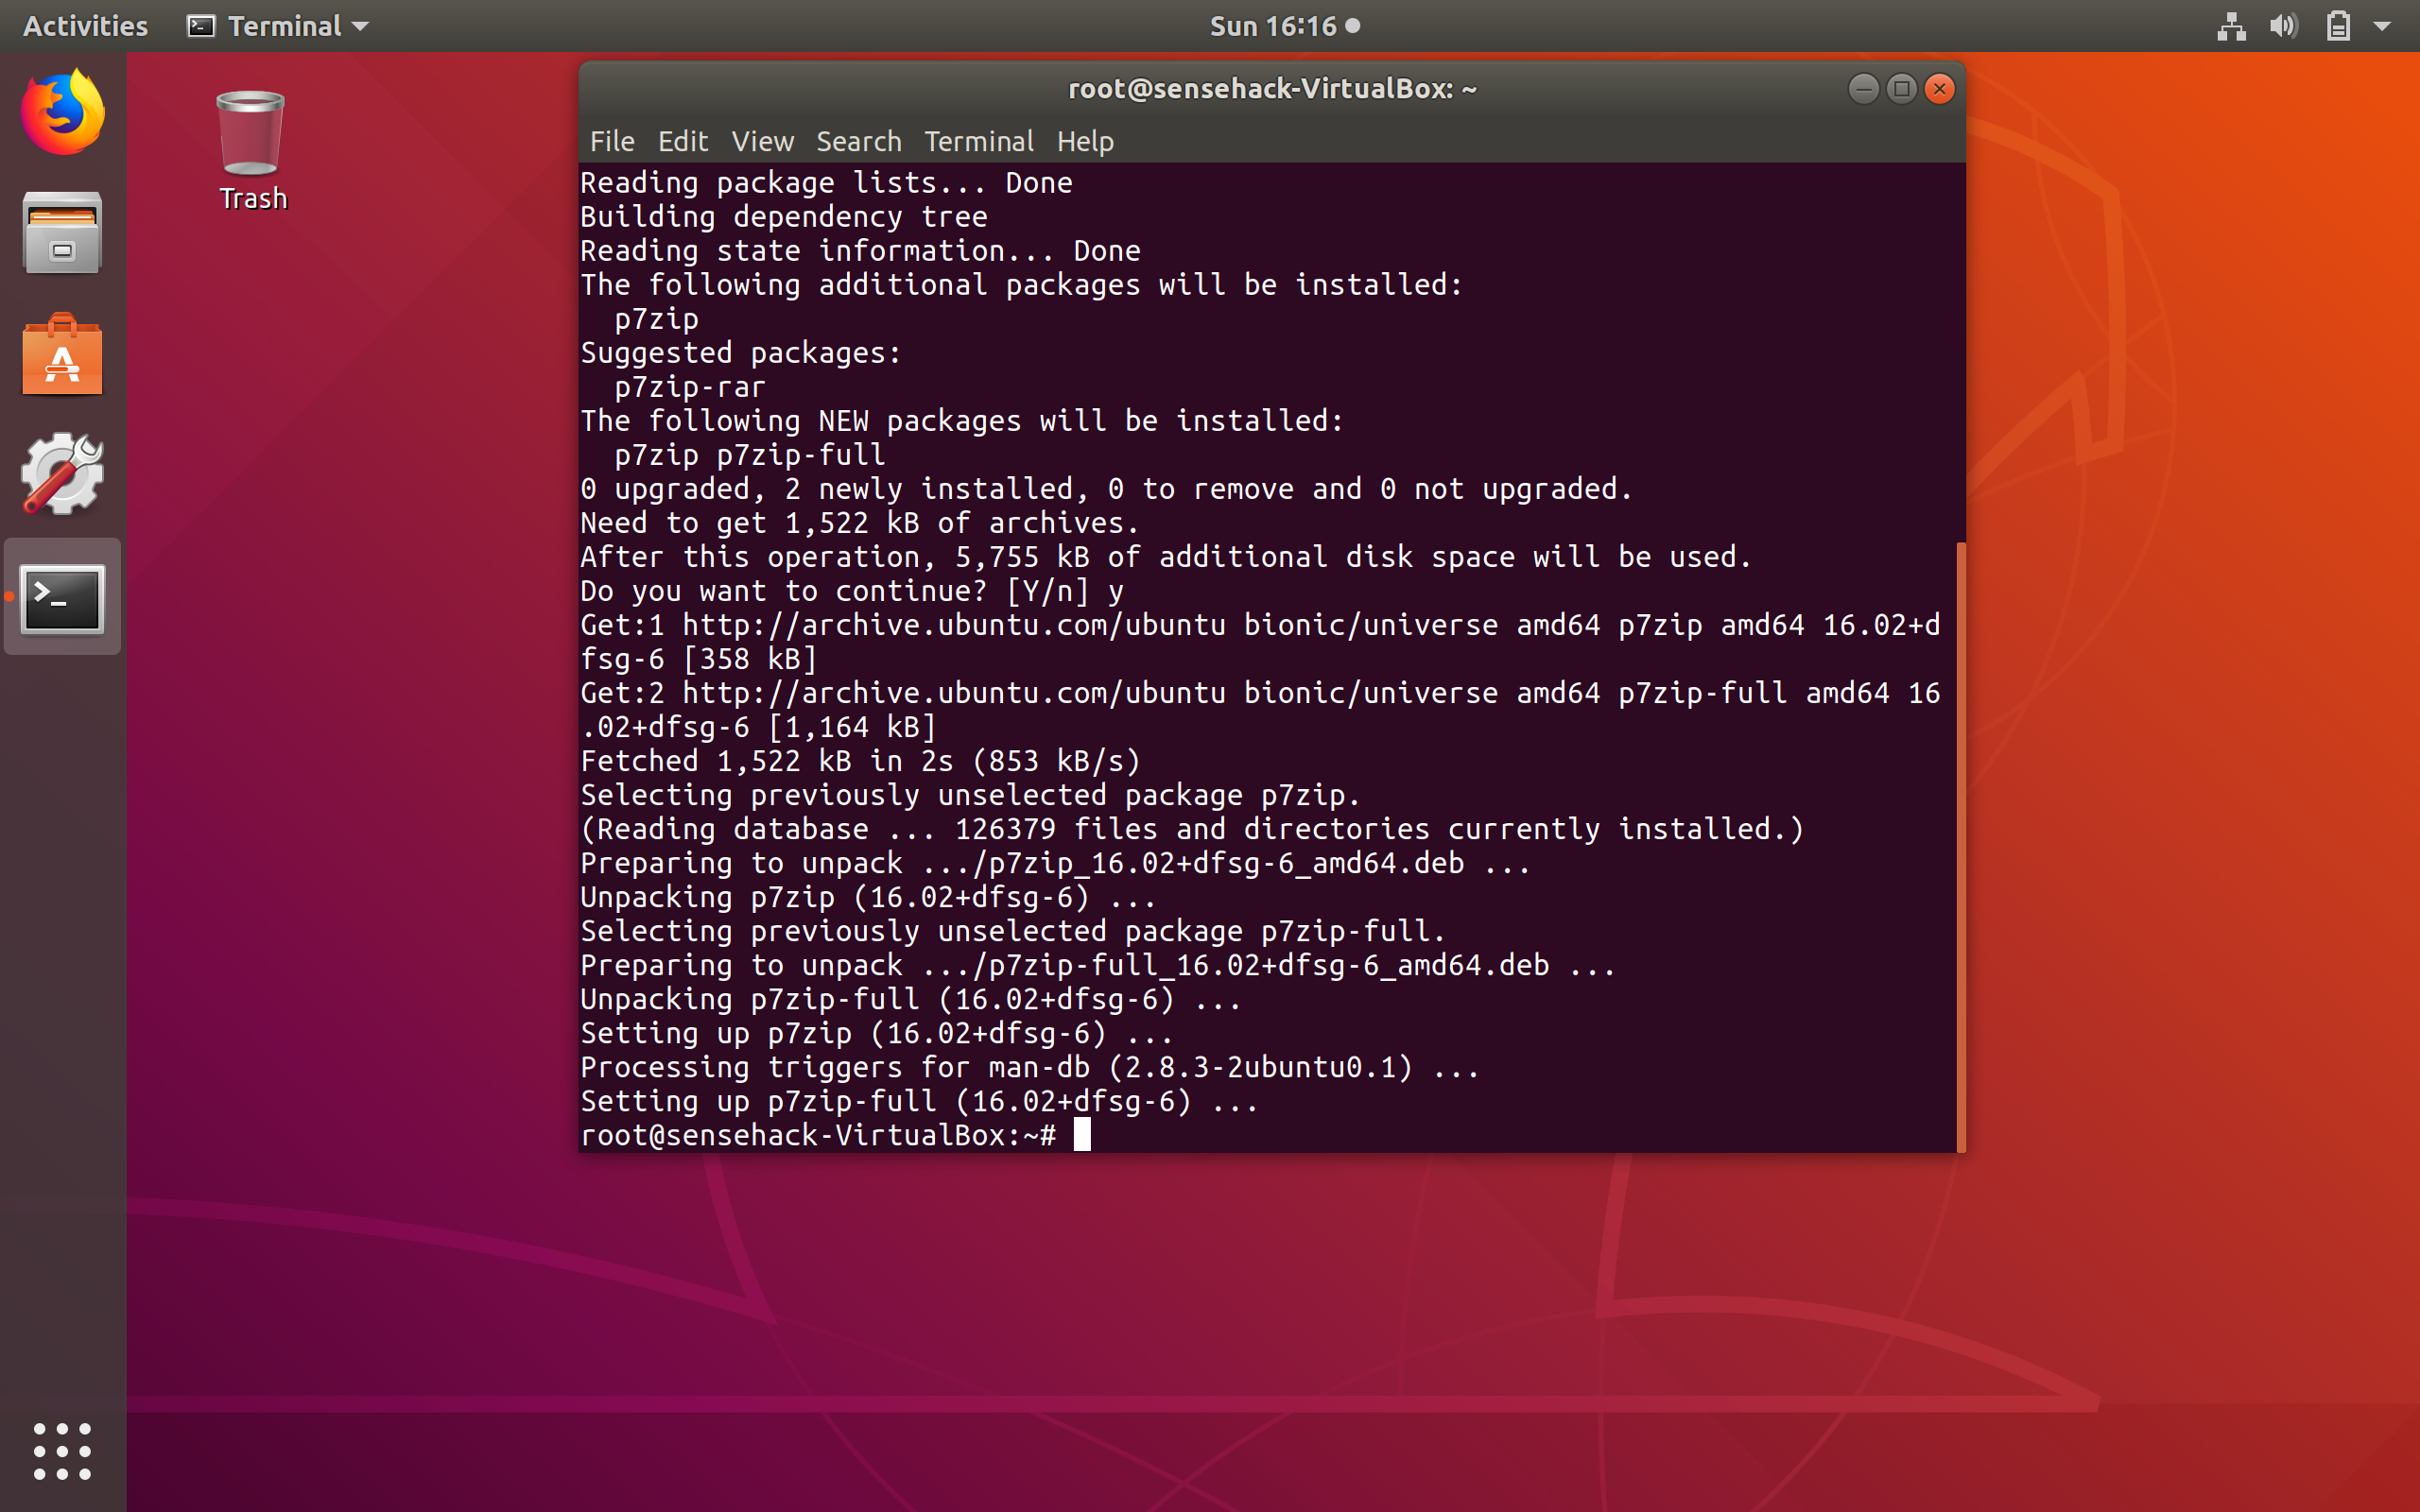 Activities
Terminal
Sun 16:16
Trash
root@sensehack-VirtualBox: ~
File Edit View Search Terminal Help
Reading package lists... Done
Building dependency tree
Reading state information... Done
The following additional packages will be installed:
  p7zip
Suggested packages:
  p7zip-rar
The following NEW packages will be installed:
  p7zip p7zip-full
0 upgraded, 2 newly installed, 0 to remove and 0 not upgraded.
Need to get 1,522 kB of archives.
After this operation, 5,755 kB of additional disk space will be used.
Do you want to continue? [Y/n] y
Get:1 http://archive.ubuntu.com/ubuntu bionic/universe amd64 p7zip amd64 16.02+d
fsg-6 [358 kB]
Get:2 http://archive.ubuntu.com/ubuntu bionic/universe amd64 p7zip-full amd64 16
.02+dfsg-6 [1,164 kB]
Fetched 1,522 kB in 2s (853 kB/s)
Selecting previously unselected package p7zip.
(Reading database ... 126379 files and directories currently installed.)
Preparing to unpack .../p7zip_16.02+dfsg-6_amd64.deb ...
Unpacking p7zip (16.02+dfsg-6) ...
Selecting previously unselected package p7zip-full.
Preparing to unpack .../p7zip-full_16.02+dfsg-6_amd64.deb ...
Unpacking p7zip-full (16.02+dfsg-6) ...
Setting up p7zip (16.02+dfsg-6) ...
Processing triggers for man-db (2.8.3-2ubuntu0.1) ...
Setting up p7zip-full (16.02+dfsg-6) ...
root@sensehack-VirtualBox:~#